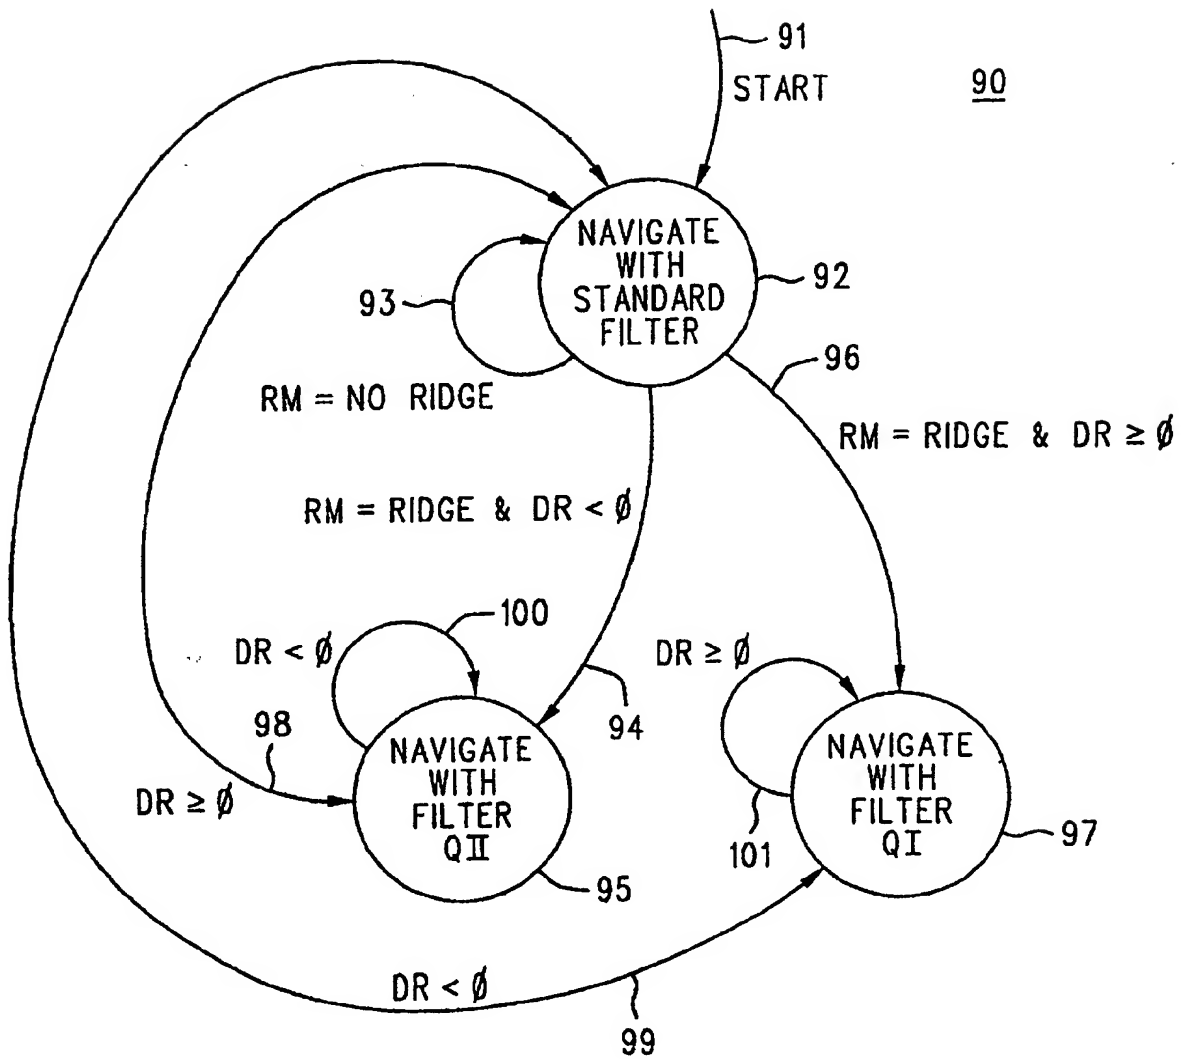 91
START
90
NAVIGATE
WITH
STANDARD
FILTER
92
93
RM = NO RIDGE
96
RM = RIDGE & DR ≥ Ø
RM = RIDGE & DR < Ø
100
DR < Ø
DR ≥ Ø
94
98
NAVIGATE
WITH
FILTER
QII
DR ≥ Ø
95
NAVIGATE
WITH
FILTER
QI
97
101
DR < Ø
99